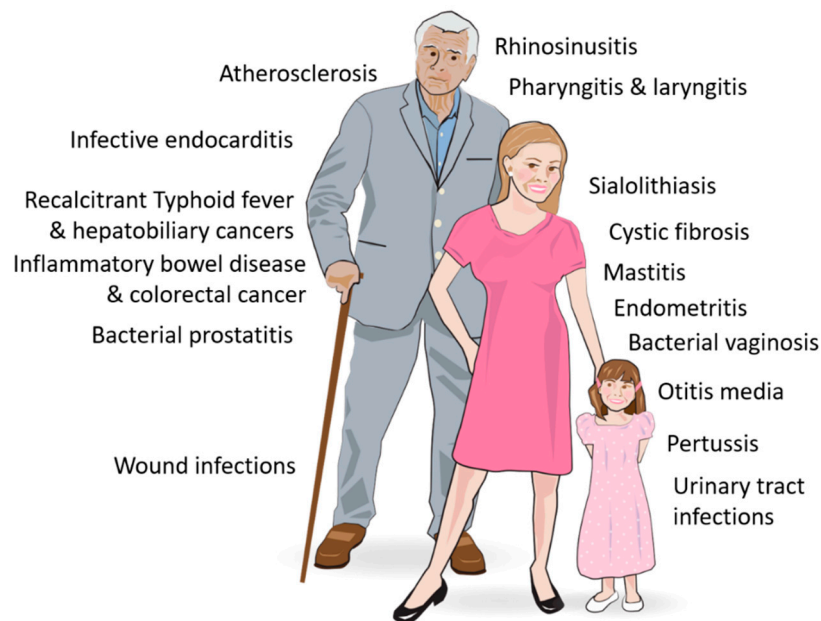 Atherosclerosis
Infective endocarditis
Recalcitrant Typhoid fever
& hepatobiliary cancers
Inflammatory bowel disease
& colorectal cancer
Bacterial prostatitis
Wound infections
Rhinosinusitis
Pharyngitis & laryngitis
Sialolithiasis
Cystic fibrosis
Mastitis
Endometritis
Bacterial vaginosis
Otitis media
Pertussis
Urinary tract
infections